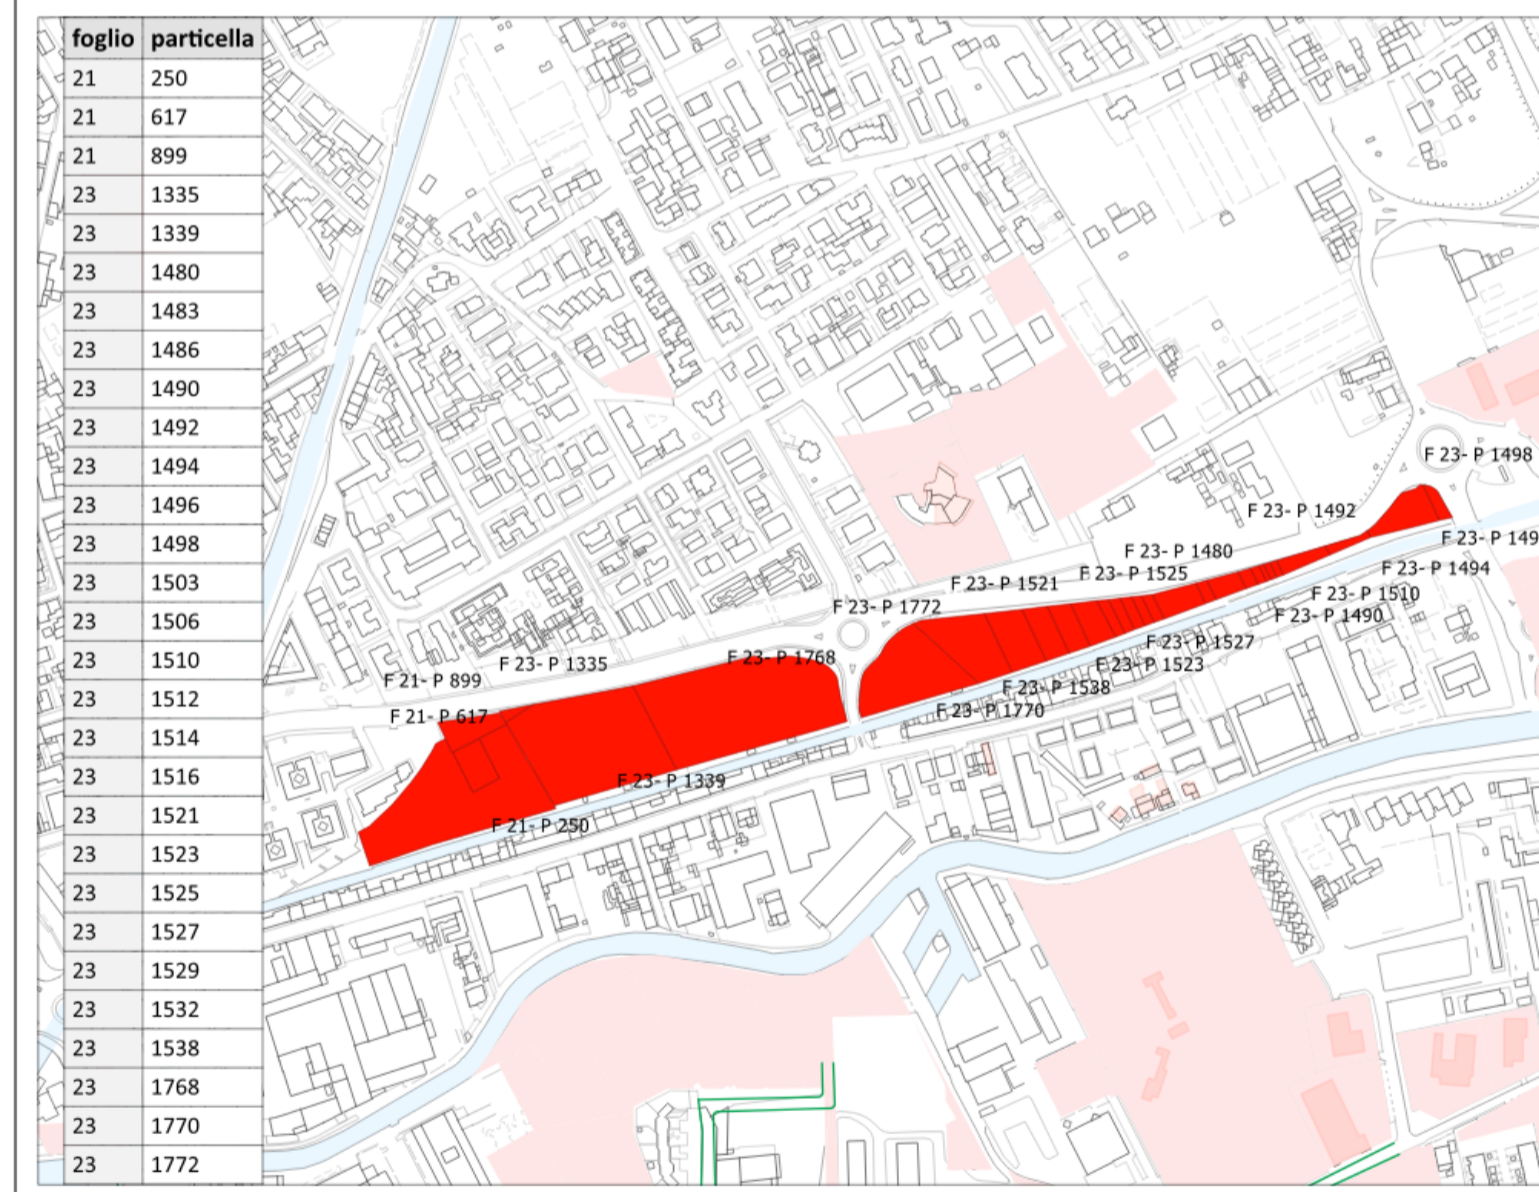 foglio particella
21 250
21 617
21 899
23 1335
23 1339
23 1480
23 1483
23 1486
23 1490
23 1492
23 1494
23 1496
23 1498
23 1503
23 1506
23 1510
23 1512
23 1514
23 1516
23 1521
23 1523
23 1525
23 1527
23 1529
23 1532
23 1538
23 1768
23 1770
23 1772
F 23- P 1498
F 23- P 1492
F 23- P 149
F 23- P 1480
F 23- P 1494
F 23- P 1525
F 23- P 1521
F 23- P 1510
F 23- P 1772
F 23- P 1490
F 23- P 1527
F 23- P 1768
F 23- P 1335
F 23- P 1523
F 21- P 899
F 23- P 1538
F 23- P 1770
F 21- P 617
F 23- P 1339
F 21- P 250